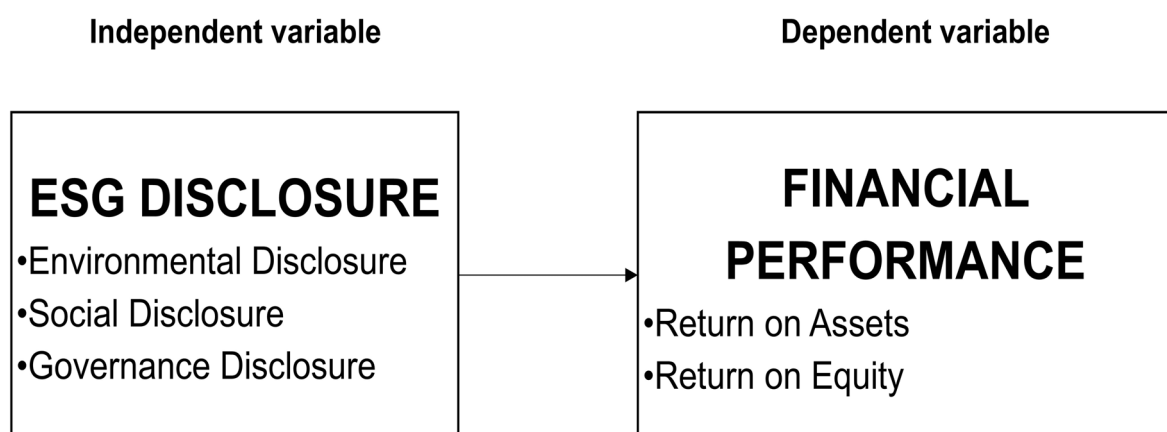 Independent variable
Dependent variable
ESG DISCLOSURE
•Environmental Disclosure
•Social Disclosure
•Governance Disclosure
FINANCIAL
PERFORMANCE
•Return on Assets
•Return on Equity